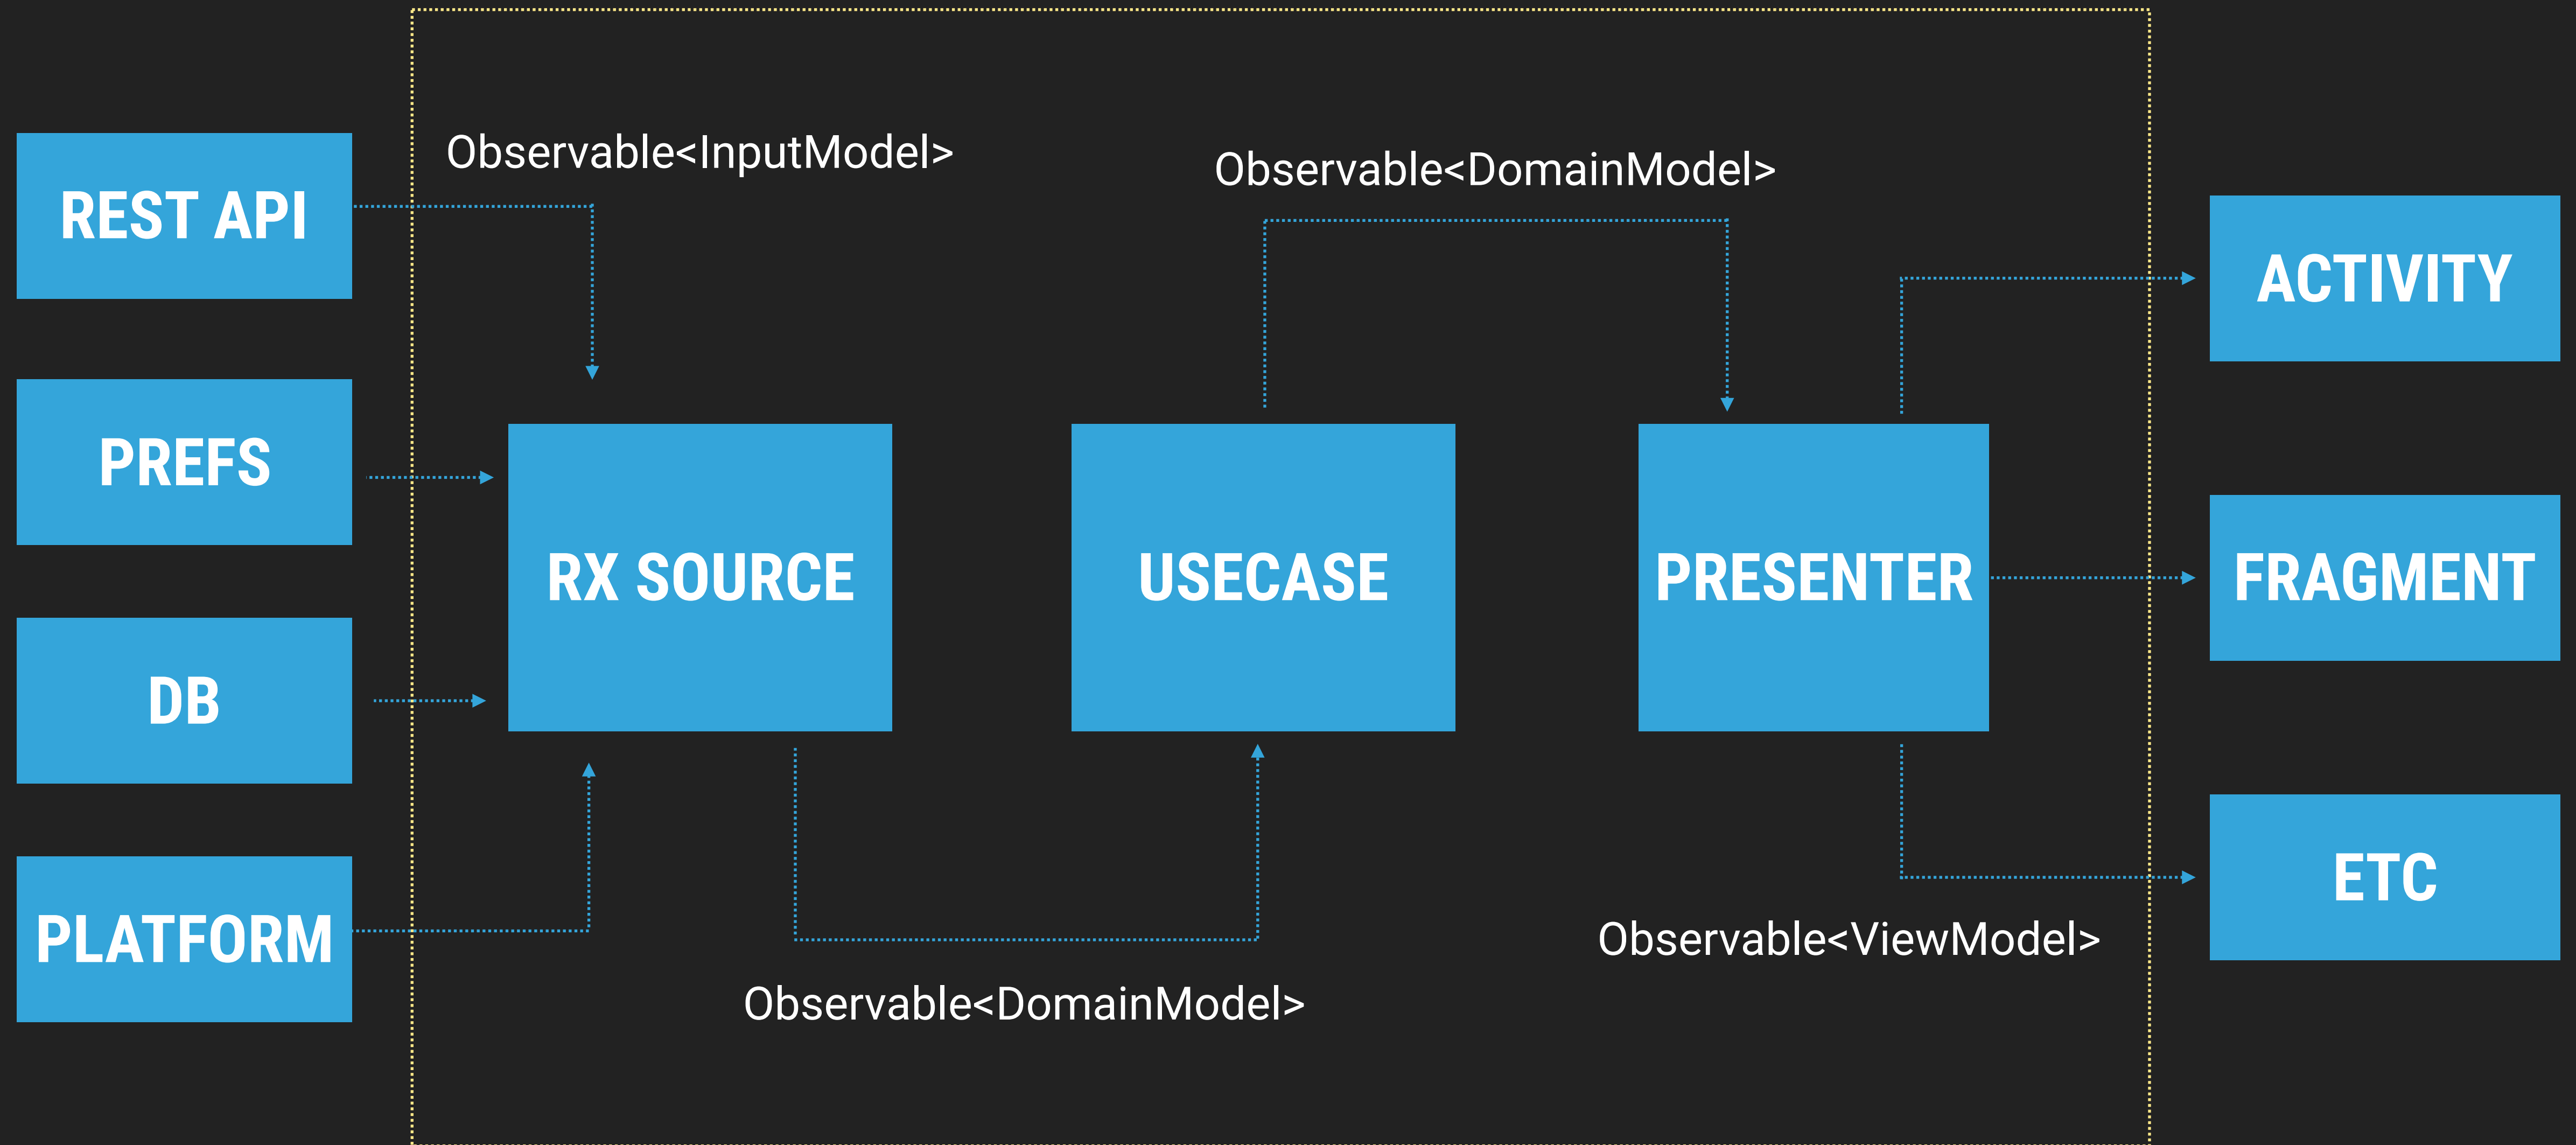 REST API
PREFS
DB
PLATFORM
Observable<InputModel>
RX SOURCE
Observable<DomainModel>
USECASE
Observable<DomainModel>
PRESENTER
Observable<ViewModel>
ACTIVITY
FRAGMENT
ETC